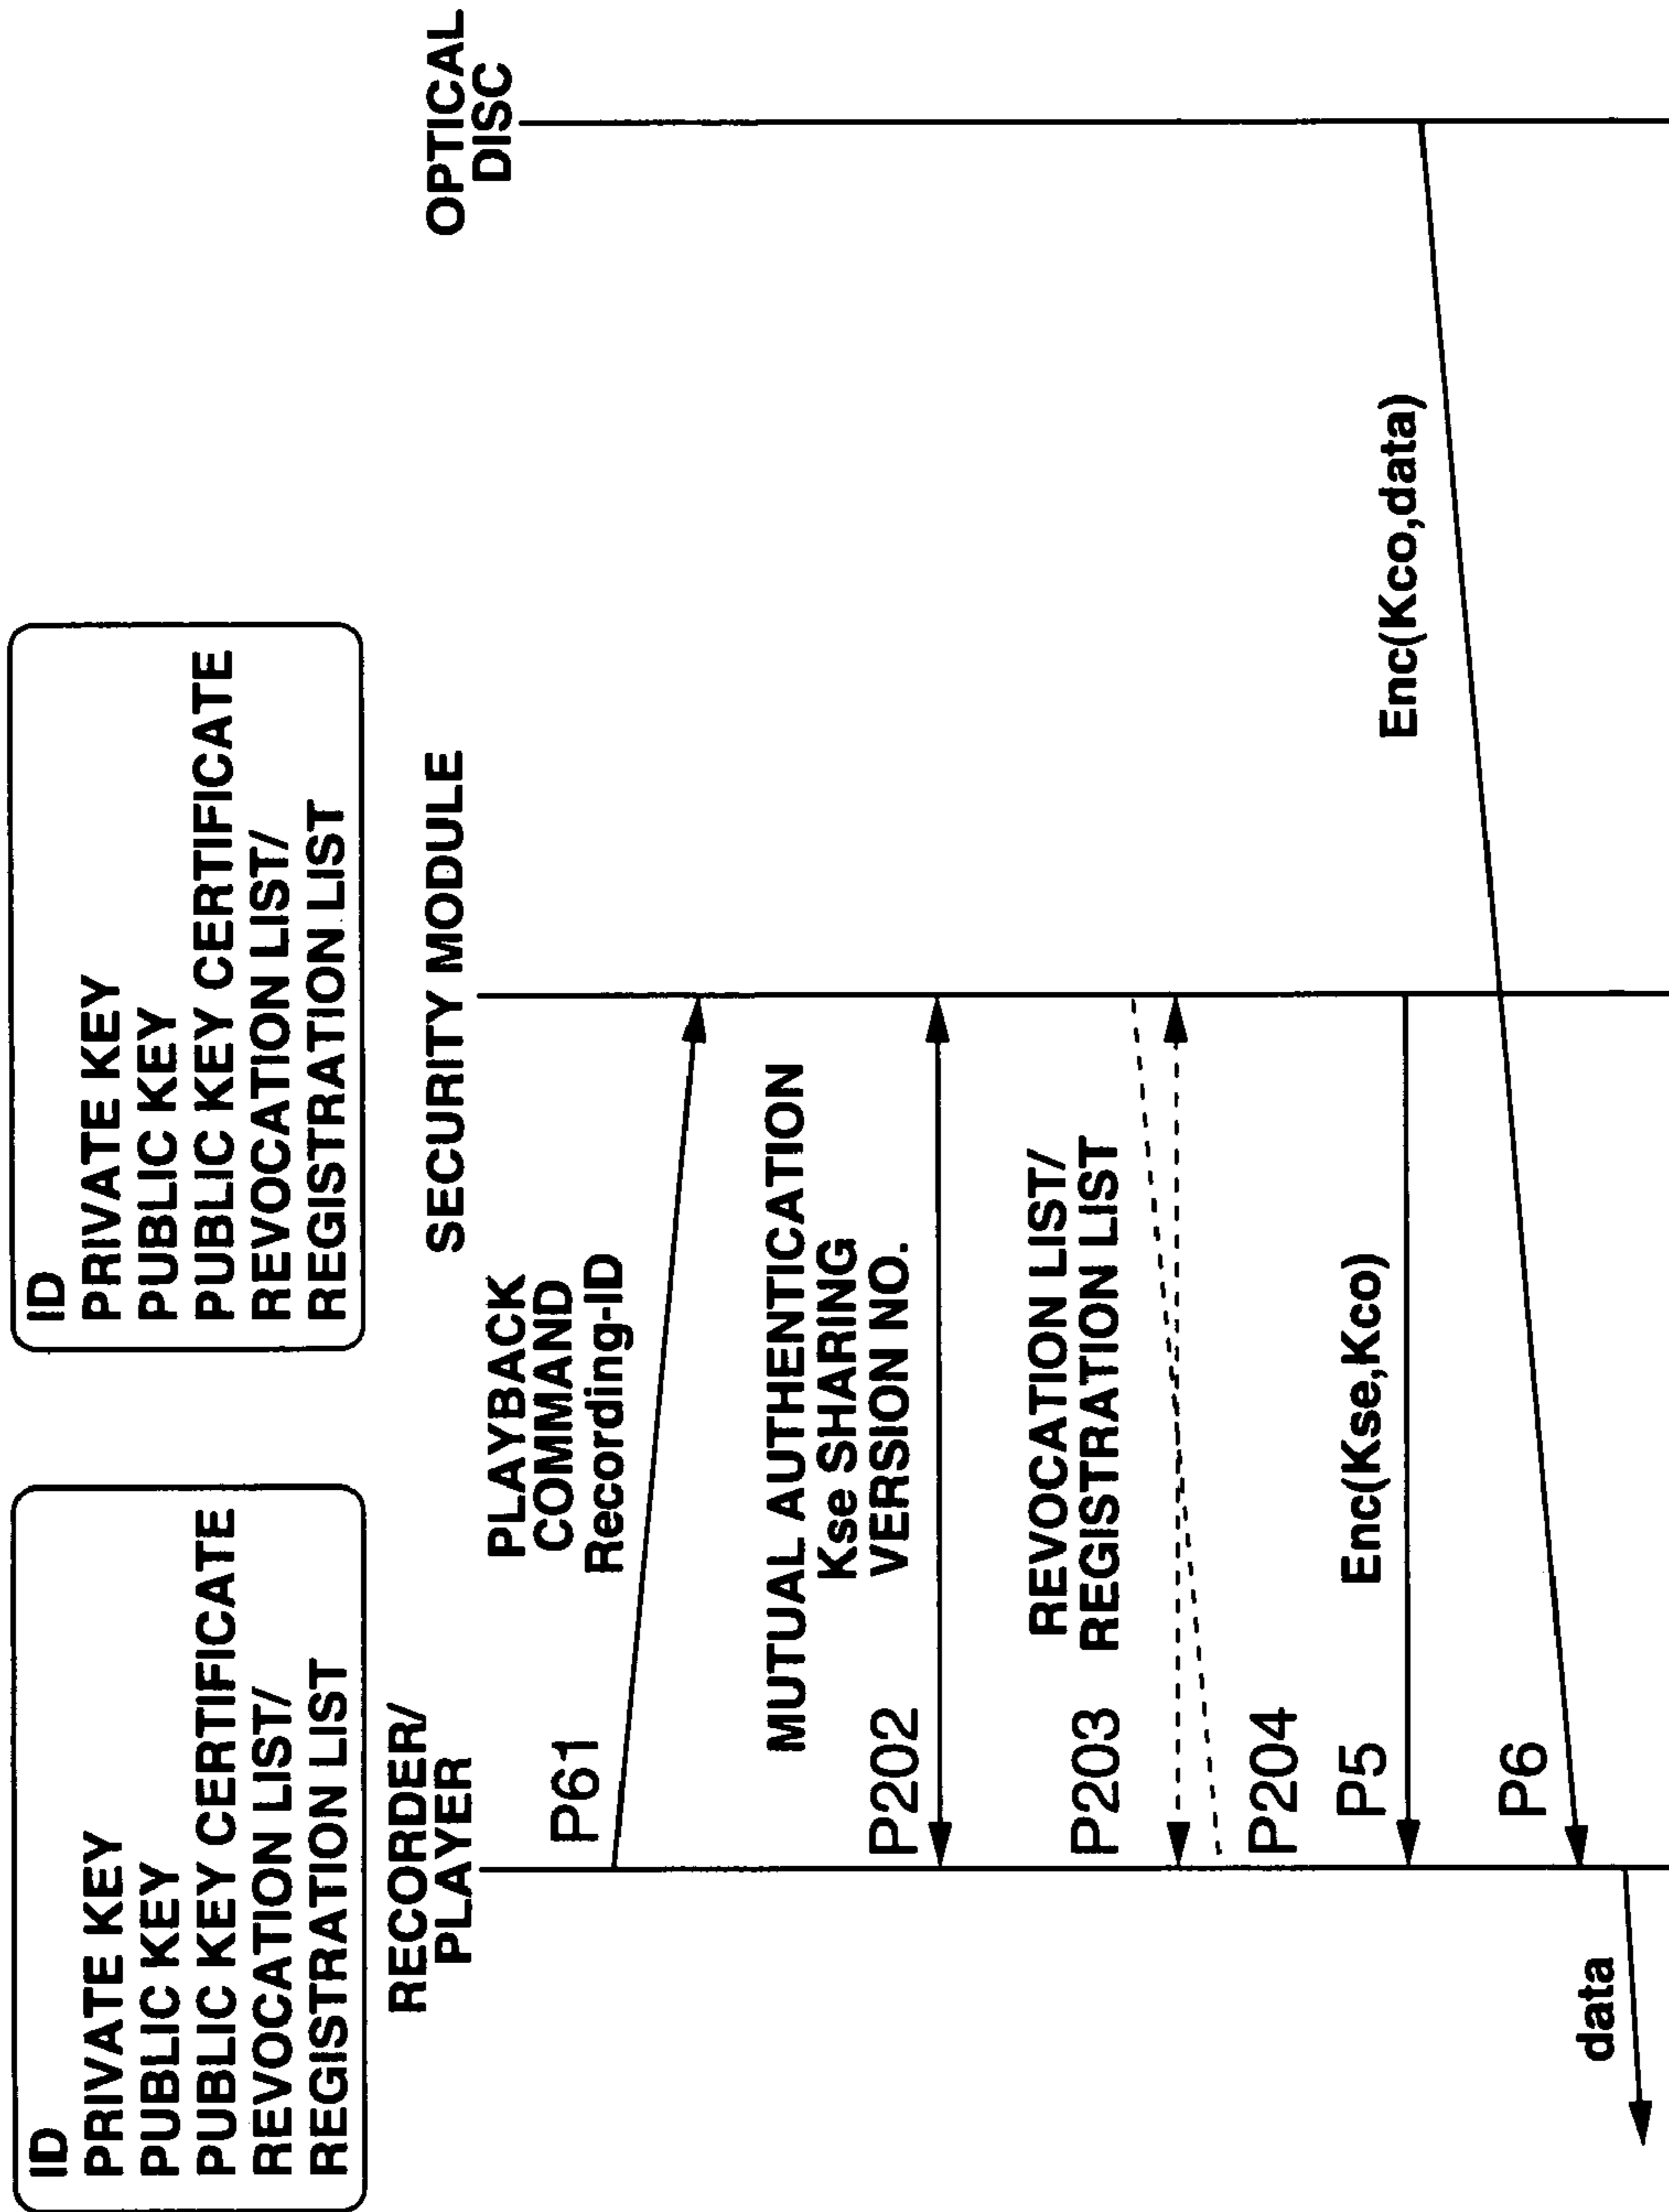 ID
PRIVATE KEY
PUBLIC KEY
PUBLIC KEY CERTIFICATE
REVOCATION LIST/
REGISTRATION LIST
ID
PRIVATE KEY
PUBLIC KEY
PUBLIC KEY CERTIFICATE
REVOCATION LIST/
REGISTRATION LIST
RECORDER/
PLAYER
SECURITY MODULE
OPTICAL
DISC
PLAYBACK
COMMAND
Recording-ID
P61
MUTUAL AUTHENTICATION
Kse SHARING
VERSION NO.
P202
REVOCATION LIST/
REGISTRATION LIST
P203
P204
P5
Enc(Kse,Kco)
Enc(Kco,data)
P6
data